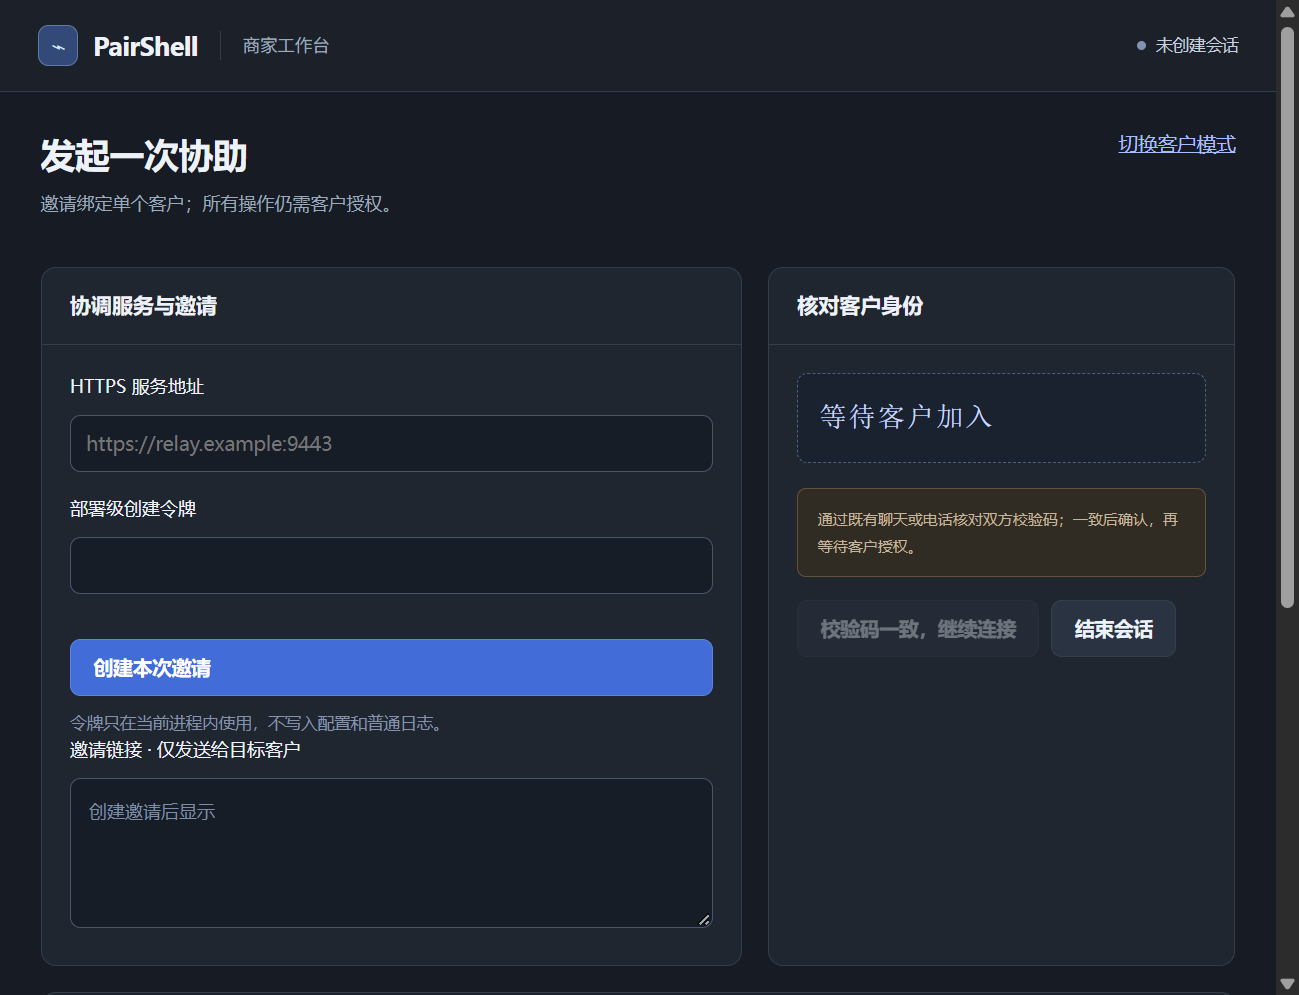 PairShell
商家工作台
未创建会话
发起一次协助
切换客户模式
邀请绑定单个客户；所有操作仍需客户授权。
协调服务与邀请
HTTPS 服务地址
https://relay.example:9443
部署级创建令牌
创建本次邀请
令牌只在当前进程内使用，不写入配置和普通日志。
邀请链接 · 仅发送给目标客户
创建邀请后显示
核对客户身份
等待客户加入
通过既有聊天或电话核对双方校验码；一致后确认，再
等待客户授权。
校验码一致，继续连接
结束会话